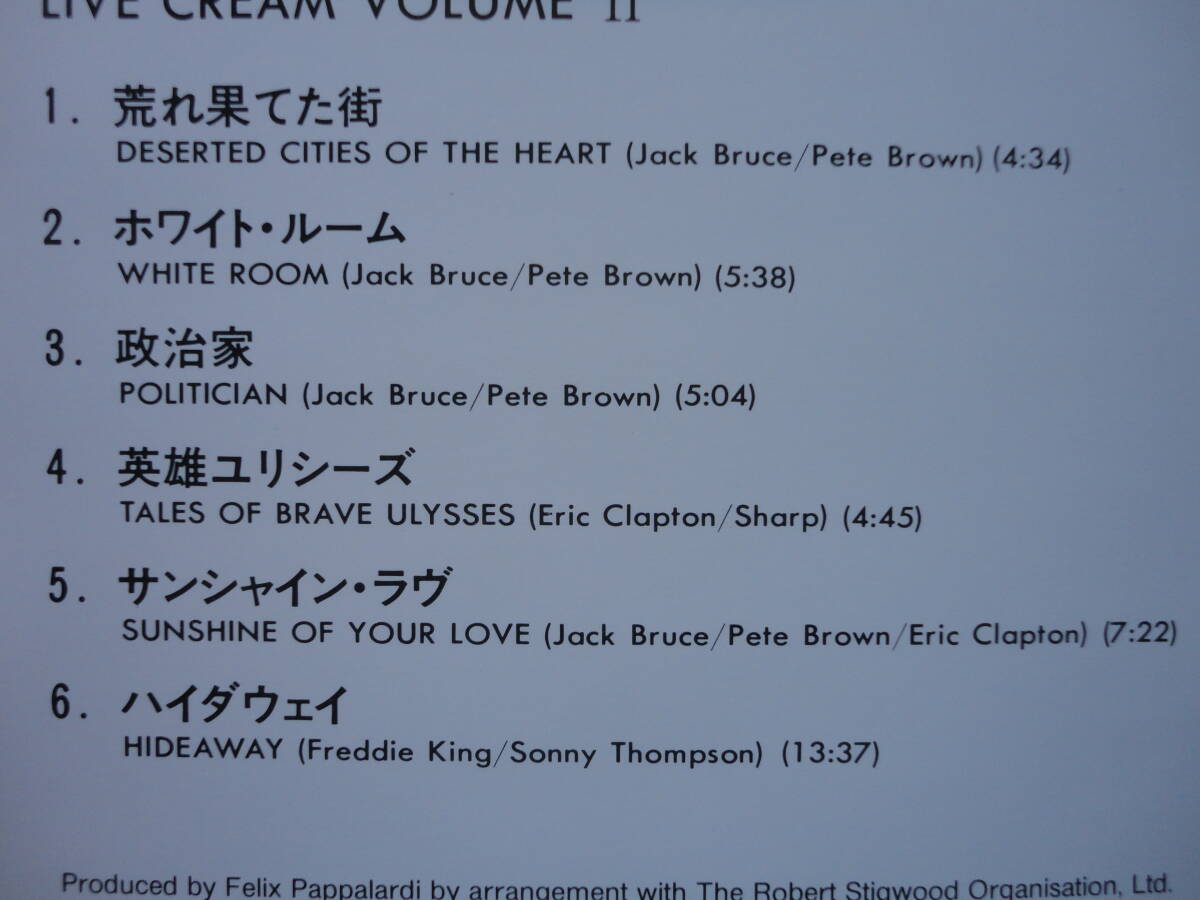 LIVE CREAM VOLUME II
1. 荒れ果てた街
DESERTED CITIES OF THE HEART (Jack Bruce/Pete Brown) (4:34)
2. ホワイト・ルーム
WHITE ROOM (Jack Bruce/Pete Brown) (5:38)
3. 政治家
POLITICIAN (Jack Bruce/Pete Brown) (5:04)
4. 英雄ユリシーズ
TALES OF BRAVE ULYSSES (Eric Clapton/Sharp) (4:45)
5. サンシャイン・ラヴ
SUNSHINE OF YOUR LOVE (Jack Bruce/Pete Brown/Eric Clapton) (7:22)
6. ハイダウェイ
HIDEAWAY (Freddie King/Sonny Thompson) (13:37)
Produced by Felix Pappalardi by arrangement with The Robert Stigwood Organisation, Ltd.